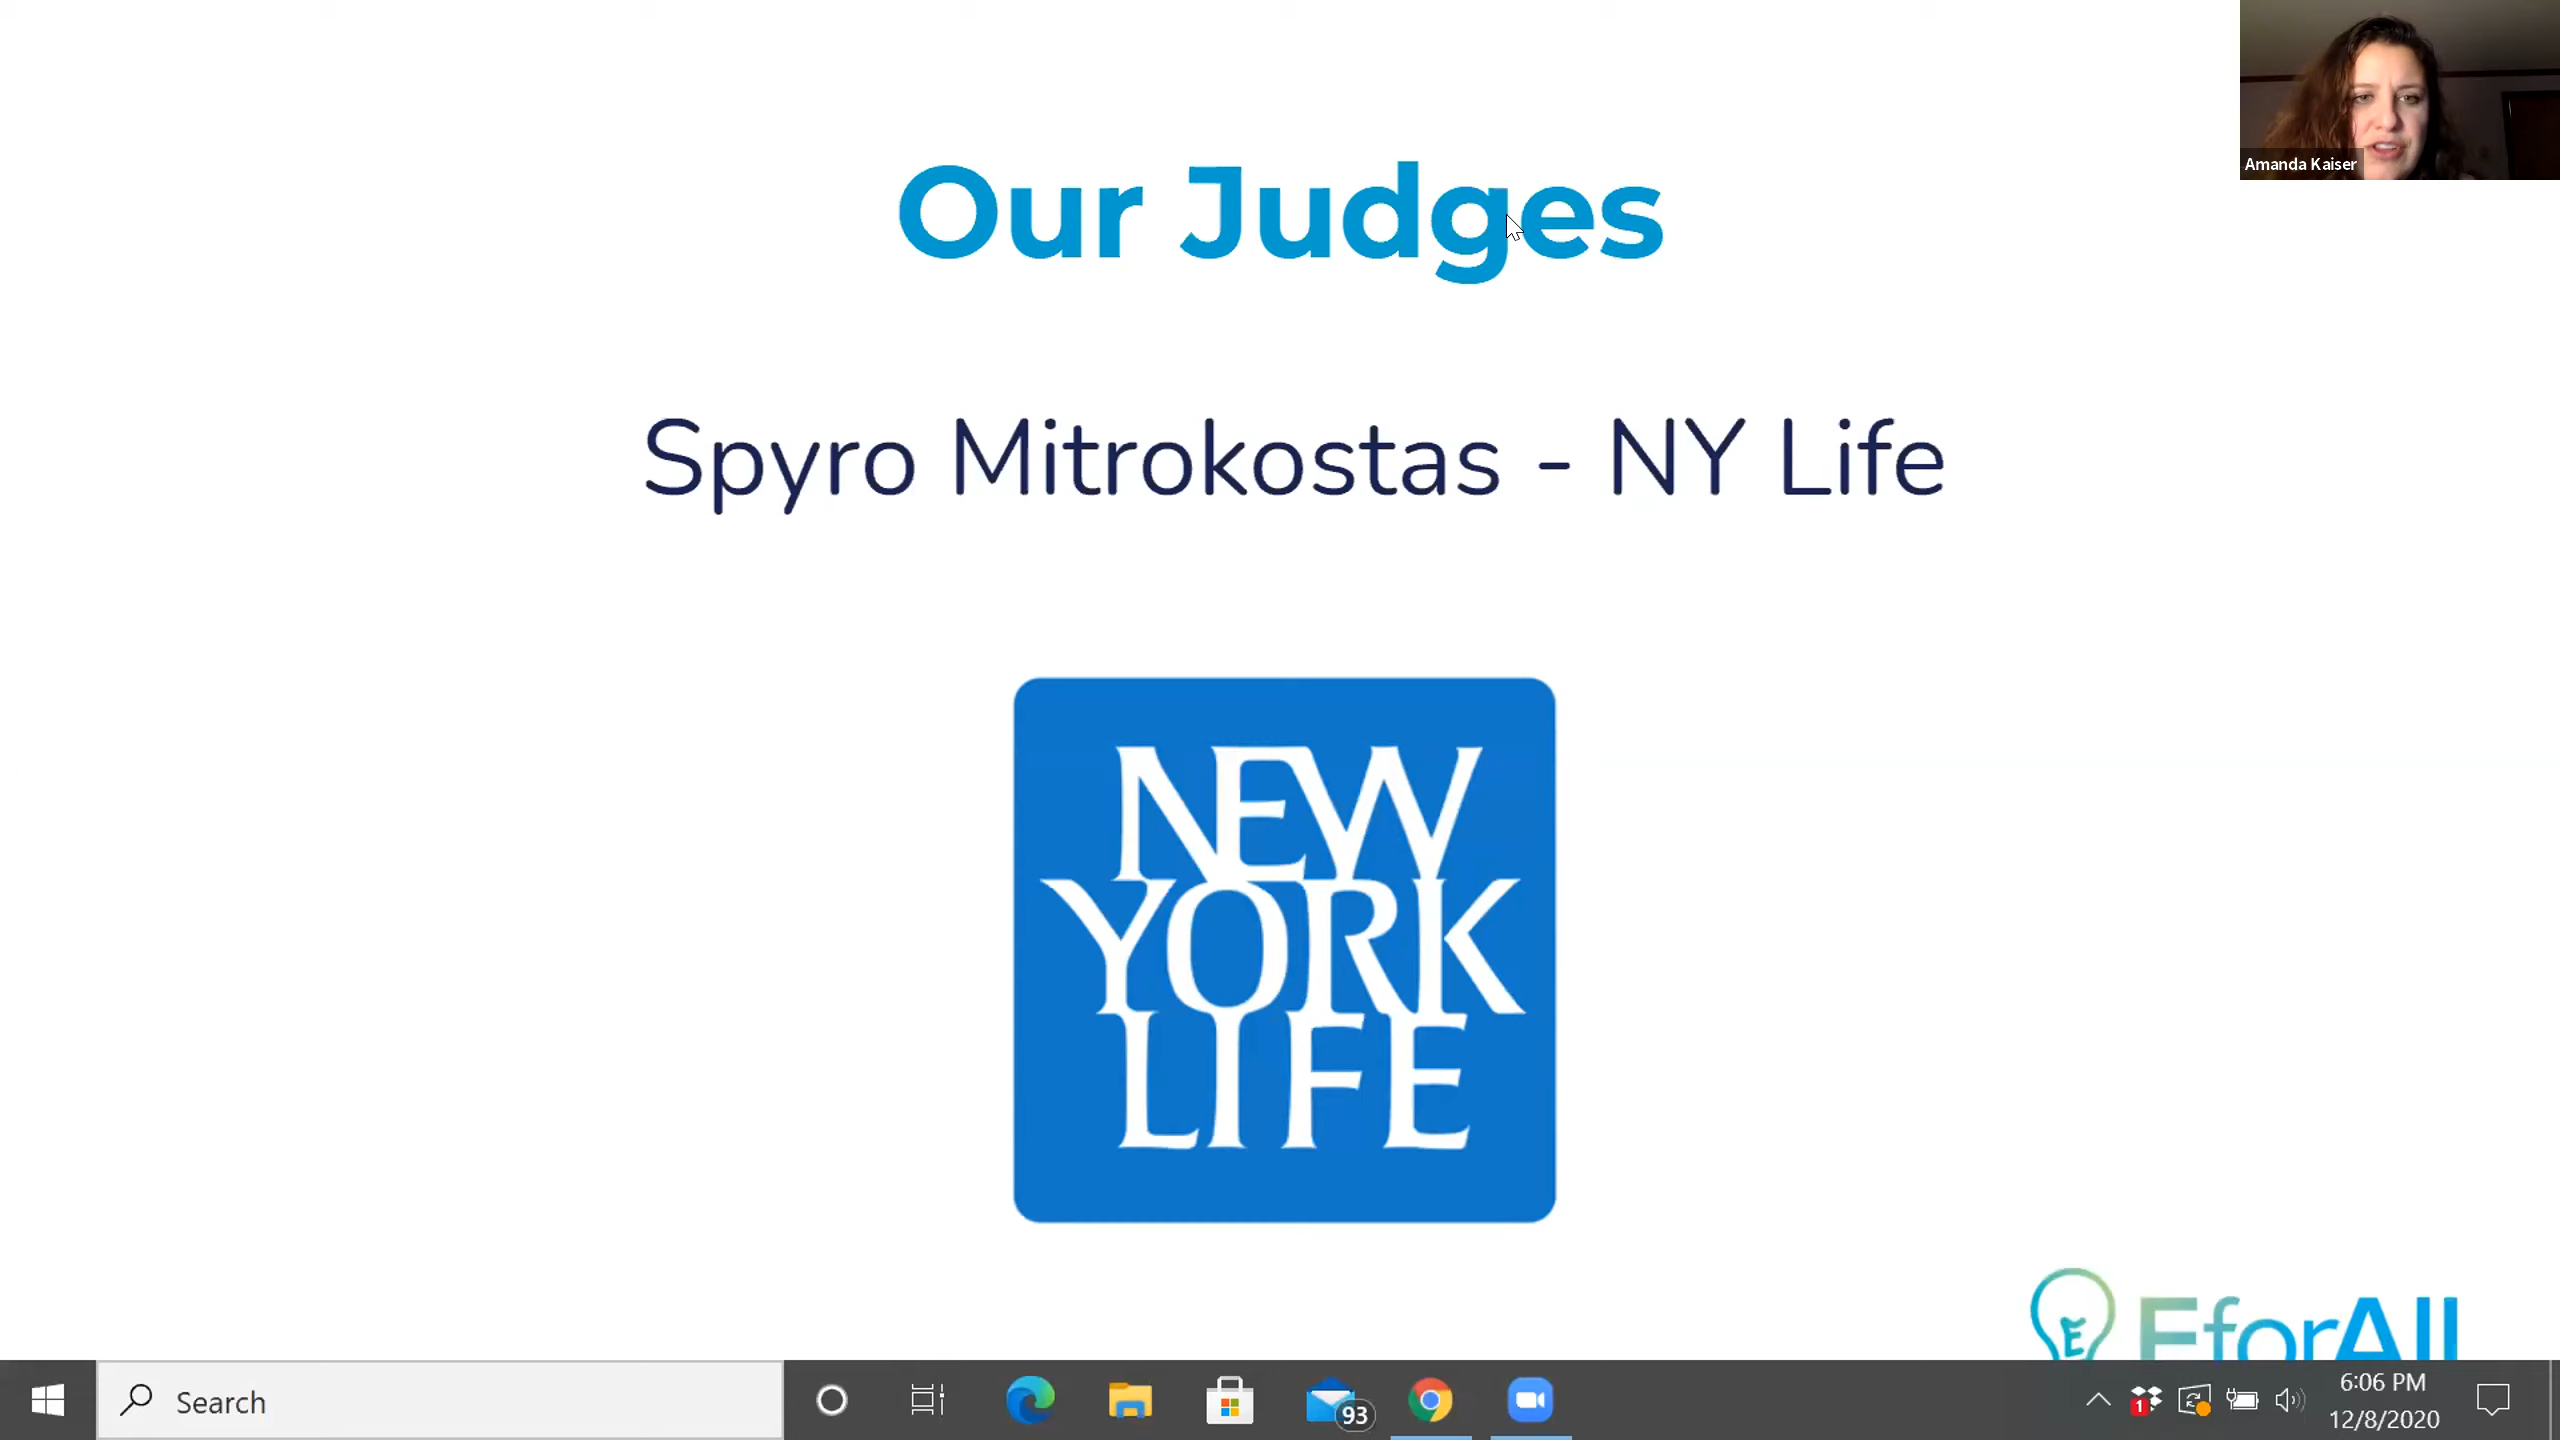 Amanda Kaiser
Our Judges
Spyro Mitrokostas - NY Life
NEW
YORK
LIFE
E
EforAll
Search
93
1
6:06 PM
12/8/2020